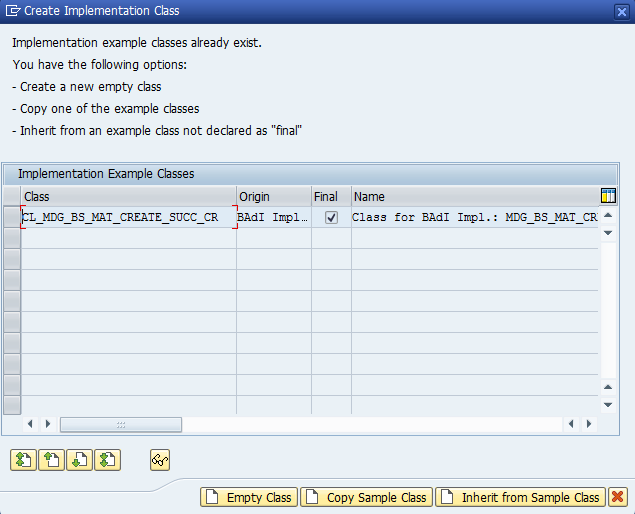 Create Implementation Class
Implementation example classes already exist.
You have the following options:
- Create a new empty class
- Copy one of the example classes
- Inherit from an example class not declared as "final"
Implementation Example Classes
Class Origin Final Name
CL_MDG_BS_MAT_CREATE_SUCC_CR BAdI Impl… Class for BAdI Impl.: MDG_BS_MAT_CR
Empty Class Copy Sample Class Inherit from Sample Class